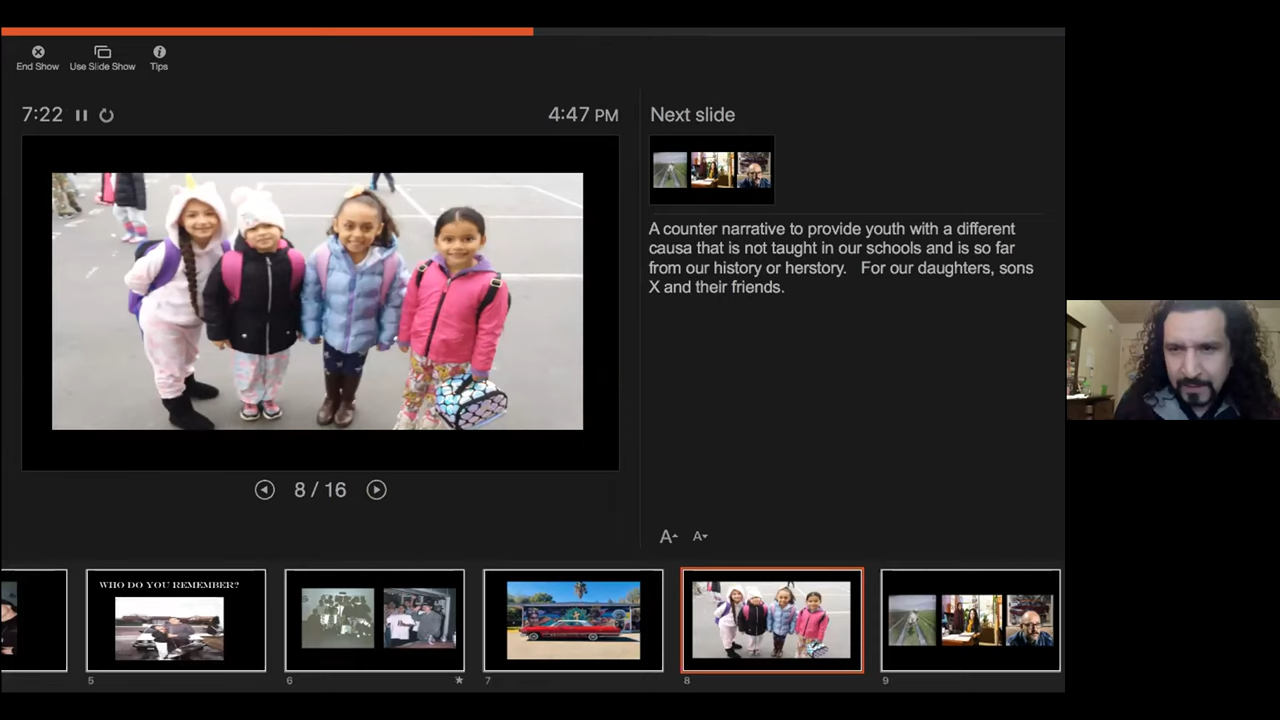 End Show
Use Slide Show
Tips
7:22
4:47 PM
Next slide
A counter narrative to provide youth with a different
causa that is not taught in our schools and is so far
from our history or herstory. For our daughters, sons
X and their friends.
8 / 16
A
A
WHO DO YOU REMEMBER?
5
6
7
8
9